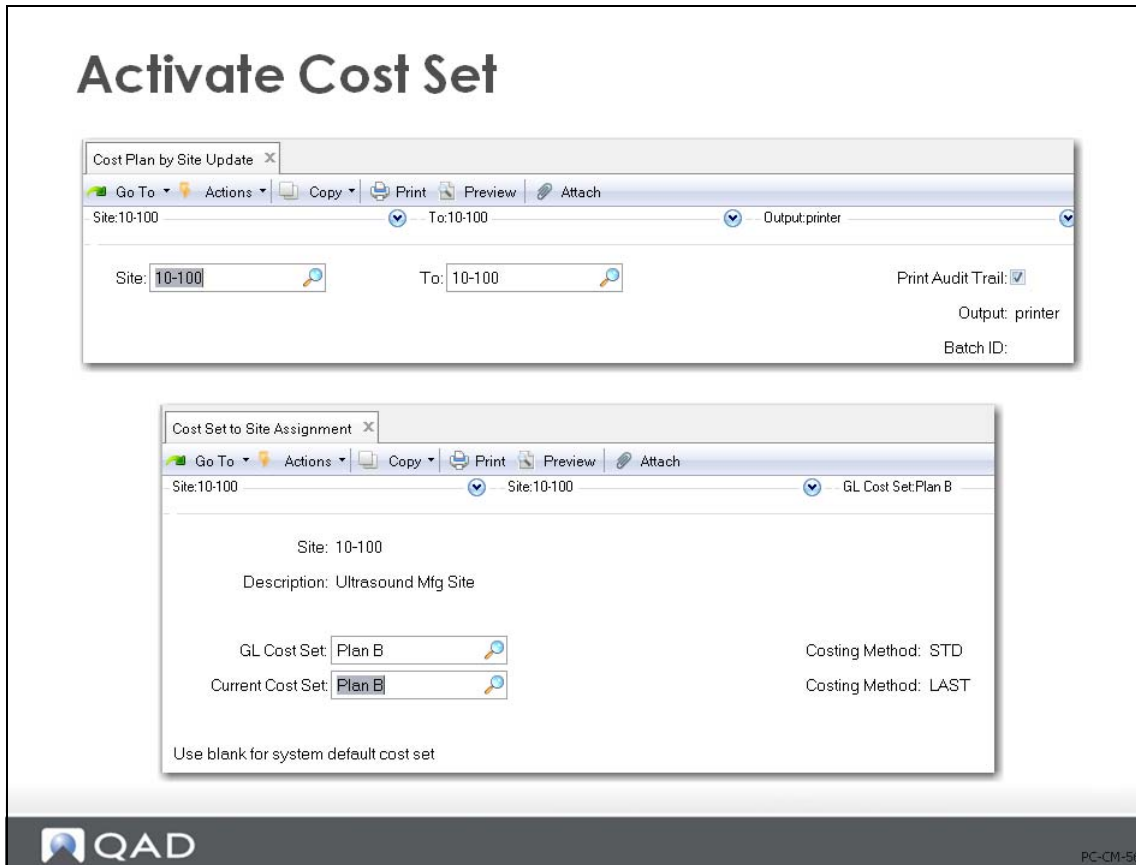 Activate Cost Set
Cost Plan by Site Update X
Go To Actions Copy Print Preview Attach
Site:10-100 To:10-100 Output:printer
Site: 10-100 To: 10-100 Print Audit Trail:
Output: printer
Batch ID:
Cost Set to Site Assignment X
Go To Actions Copy Print Preview Attach
Site:10-100 Site:10-100 GL Cost Set:Plan B
Site: 10-100
Description: Ultrasound Mfg Site
GL Cost Set: Plan B Costing Method: STD
Current Cost Set: Plan B Costing Method: LAST
Use blank for system default cost set
QAD